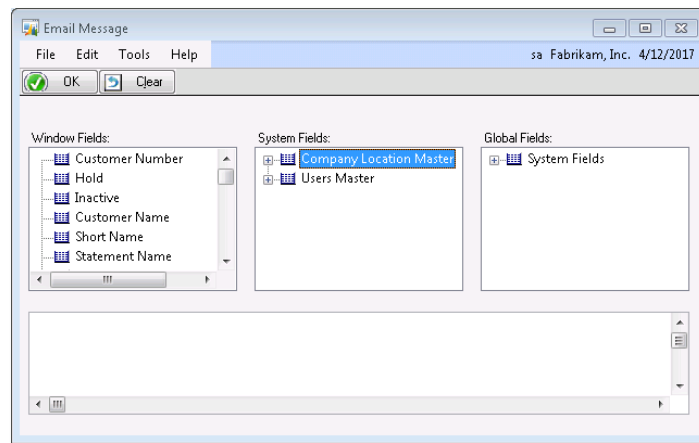 Email Message
File Edit Tools Help sa Fabrikam, Inc. 4/12/2017
OK Clear
Window Fields: System Fields: Global Fields:
Customer Number Company Location Master System Fields
Hold Users Master
Inactive
Customer Name
Short Name
Statement Name